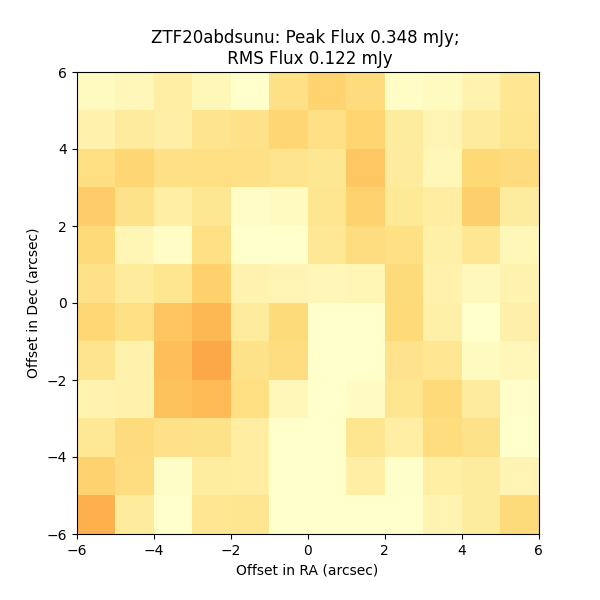 ZTF20abdsunu: Peak Flux 0.348 mJy;
RMS Flux 0.122 mJy
6
4
2
0
−2
−4
−6
Offset in Dec (arcsec)
−6 −4 −2 0 2 4 6
Offset in RA (arcsec)